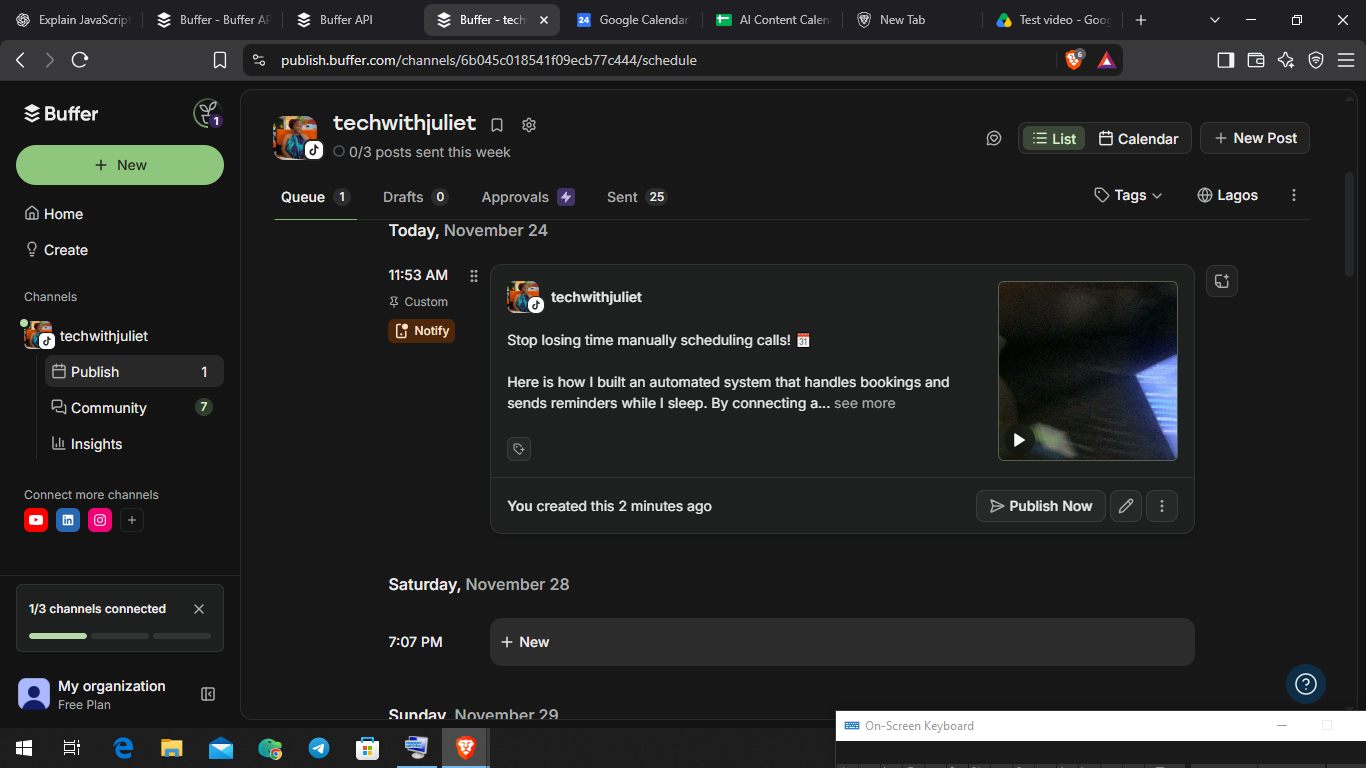 Explain JavaScript
Buffer - Buffer AP
Buffer API
Buffer - tech
Google Calendar
AI Content Calen
New Tab
Test video - Goog
publish.buffer.com/channels/6b045c018541f09ecb77c444/schedule
6
Buffer
1
New
Home
Create
Channels
techwithjuliet
Publish 1
Community 7
Insights
Connect more channels
1/3 channels connected
My organization
Free Plan
techwithjuliet
0/3 posts sent this week
List
Calendar
New Post
Queue 1
Drafts 0
Approvals
Sent 25
Tags
Lagos
Today, November 24
11:53 AM
Custom
Notify
techwithjuliet
Stop losing time manually scheduling calls! 📅
Here is how I built an automated system that handles bookings and
sends reminders while I sleep. By connecting a... see more
You created this 2 minutes ago
Publish Now
Saturday, November 28
7:07 PM
+ New
Sunday, November 29
On-Screen Keyboard